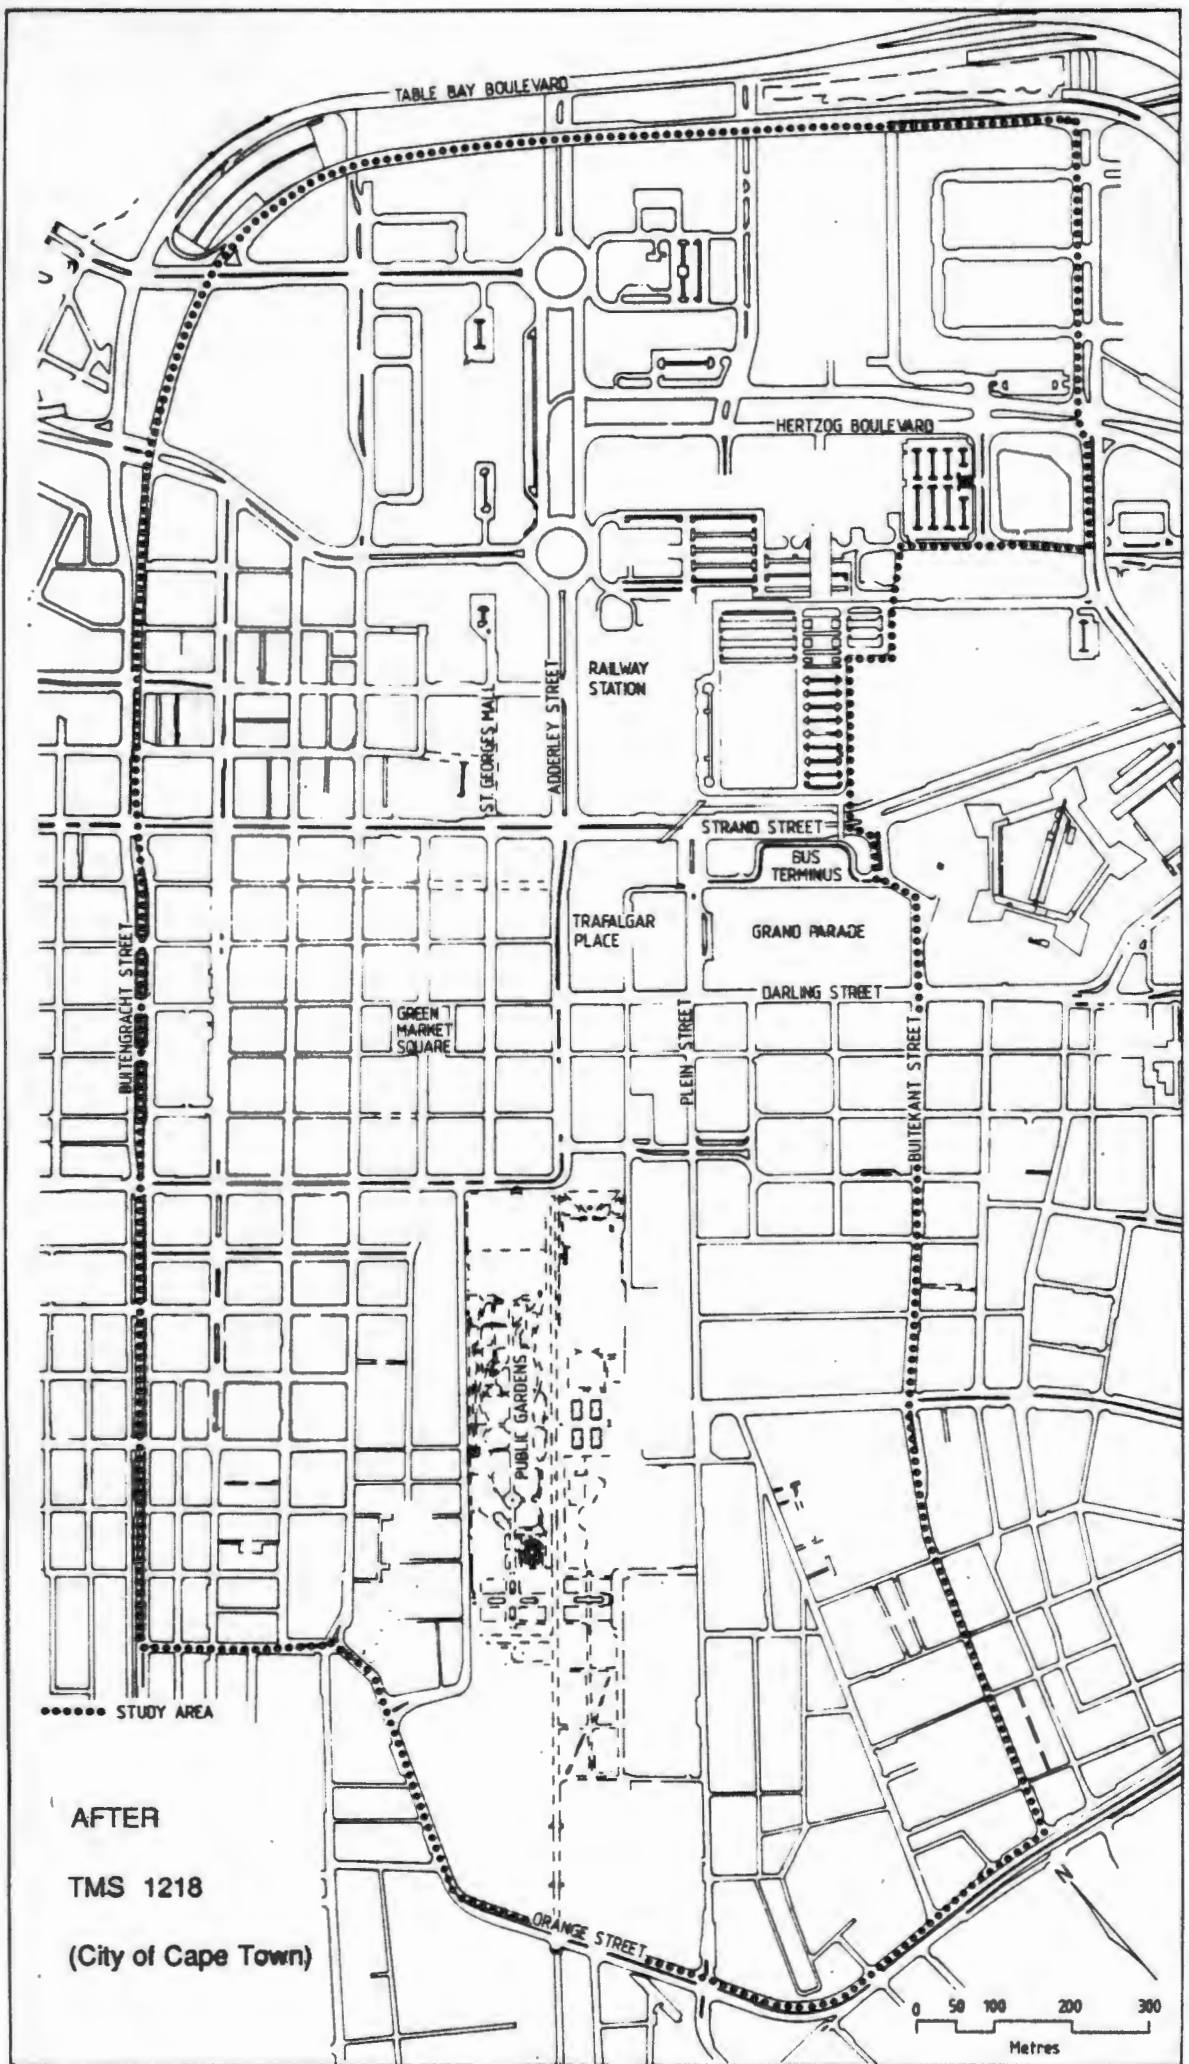 TABLE BAY BOULEVARD
HERTZOG BOULEVARD
RAILWAY
STATION
ST GEORGES MALL
ADDERLEY STREET
STRAND STREET
BUS
TERMINUS
TRAFALGAR
PLACE
GRAND PARADE
BUITENGRACHT STREET
DARLING STREET
GREEN
MARKET
SQUARE
PLEIN STREET
BUITEKANT STREET
PUBLIC GARDENS
STUDY AREA
AFTER
TMS 1218
(City of Cape Town)
ORANGE STREET
N
0 50 100 200 300
Metres